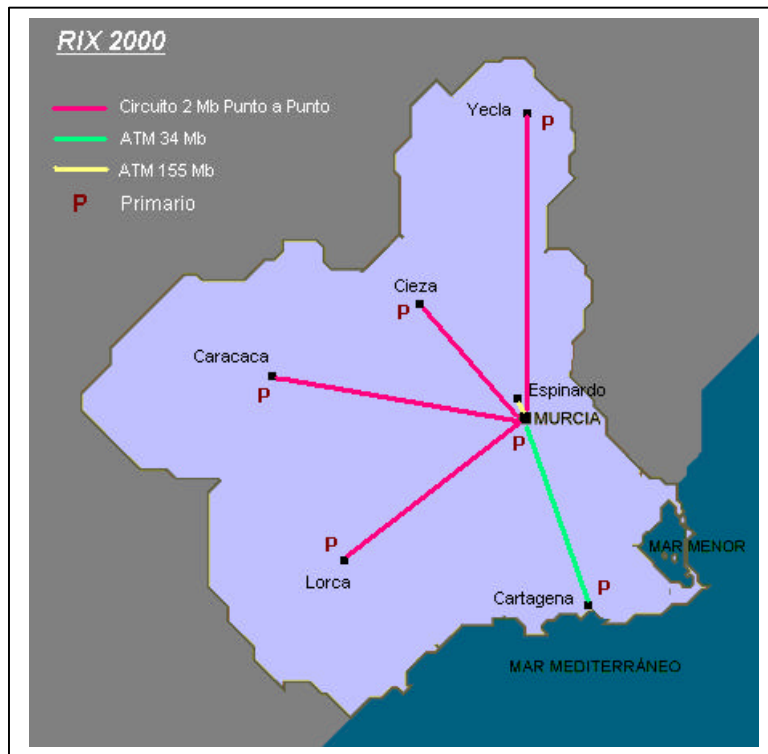 RIX 2000
Circuito 2 Mb Punto a Punto
ATM 34 Mb
ATM 155 Mb
P Primario
Yecla
P
Cieza
P
Caracaca
P
Espinardo
MURCIA
P
P
Lorca
MAR MENOR
P
Cartagena
MAR MEDITERRÁNEO